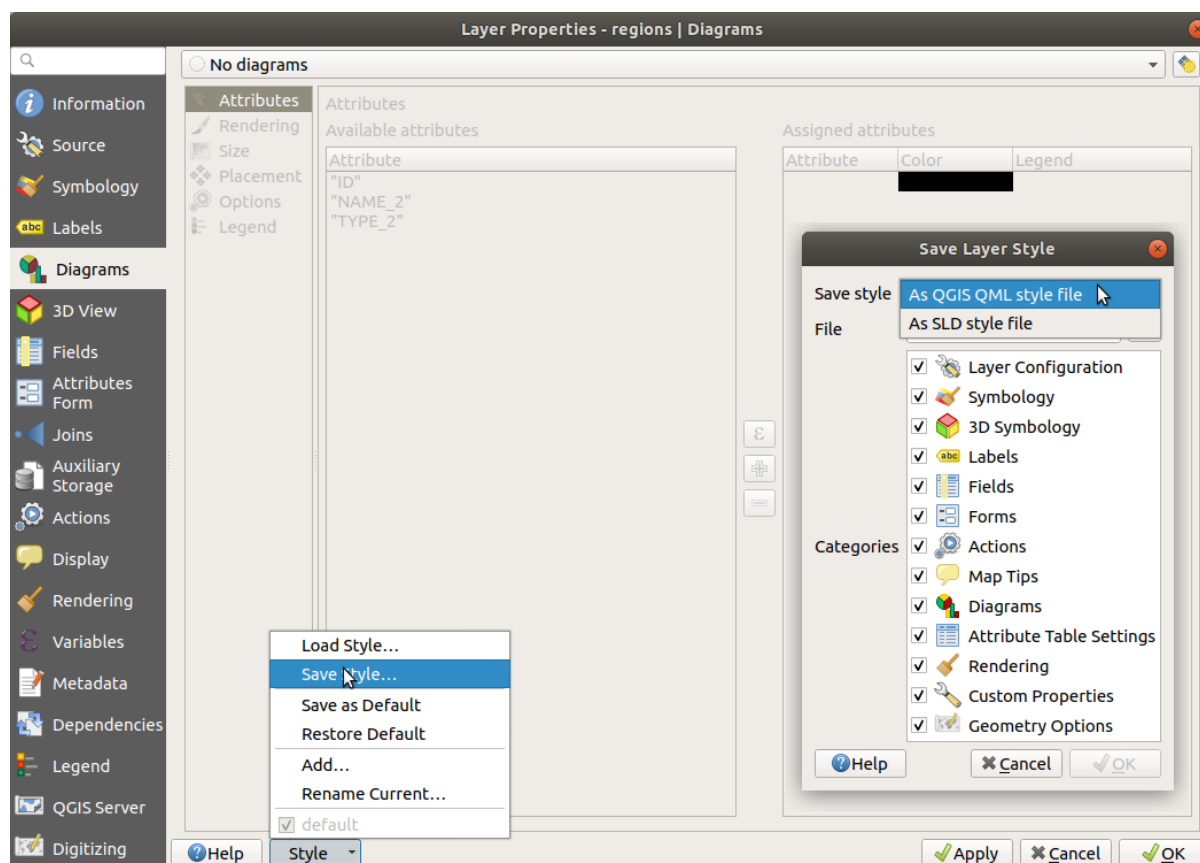 Layer Properties - regions | Diagrams
No diagrams
Information
Source
Symbology
abc Labels
Diagrams
3D View
Fields
Attributes
Form
Joins
Auxiliary
Storage
Actions
Display
Rendering
ε Variables
Metadata
Dependencies
Legend
QGIS Server
Digitizing
Attributes
Rendering
Size
Placement
Options
Legend
Attributes
Available attributes
Attribute
"ID"
"NAME_2"
"TYPE_2"
ε
Assigned attributes
Attribute Color Legend
Save Layer Style
Save style As QGIS QML style file
As SLD style file
File
Categories
Layer Configuration
Symbology
3D Symbology
abc Labels
Fields
Forms
Actions
Map Tips
Diagrams
Attribute Table Settings
Rendering
Custom Properties
Geometry Options
Help Cancel OK
Load Style...
Save Style...
Save as Default
Restore Default
Add...
Rename Current...
default
Help Style Apply Cancel OK